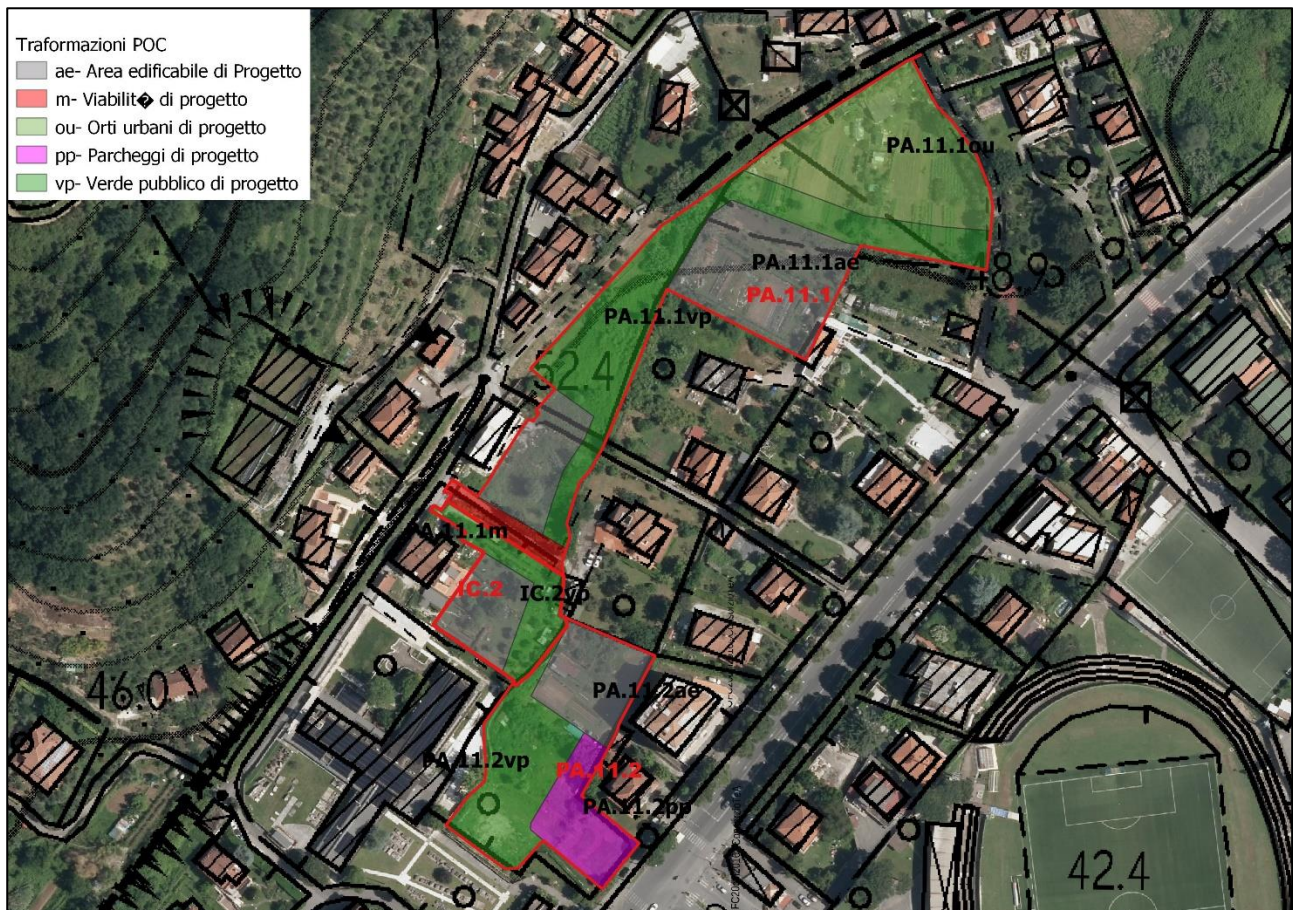 Traformazioni POC
ae- Area edificabile di Progetto
m- Viabilit� di progetto
ou- Orti urbani di progetto
pp- Parcheggi di progetto
vp- Verde pubblico di progetto
PA.11.1ou
PA.11.1ae
48.9
PA.11.1
PA.11.1vp
52.4
PA.11.1m
IC.2
IC.2vp
PA.11.2ae
46.0
PA.11.2vp
PA.11.2
PA.11.2pp
42.4